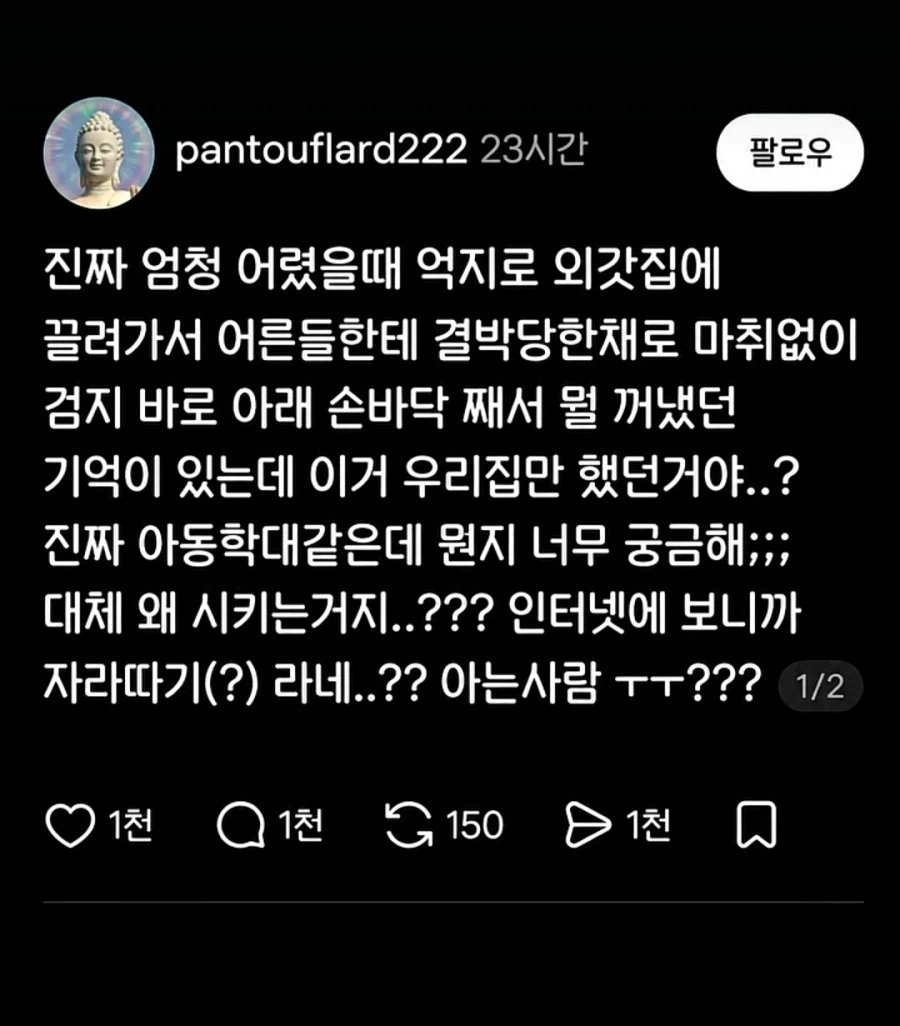 pantouflard222 23시간
팔로우
진짜 엄청 어렸을때 억지로 외갓집에
끌려가서 어른들한테 결박당한채로 마취없이
검지 바로 아래 손바닥 째서 뭘 꺼냈던
기억이 있는데 이거 우리집만 했던거야..?
진짜 아동학대같은데 뭔지 너무 궁금해;;;
대체 왜 시키는거지..??? 인터넷에 보니까
자라따기(?) 라네..?? 아는사람 ㅜㅜ??? 1/2
1천 1천 150 1천